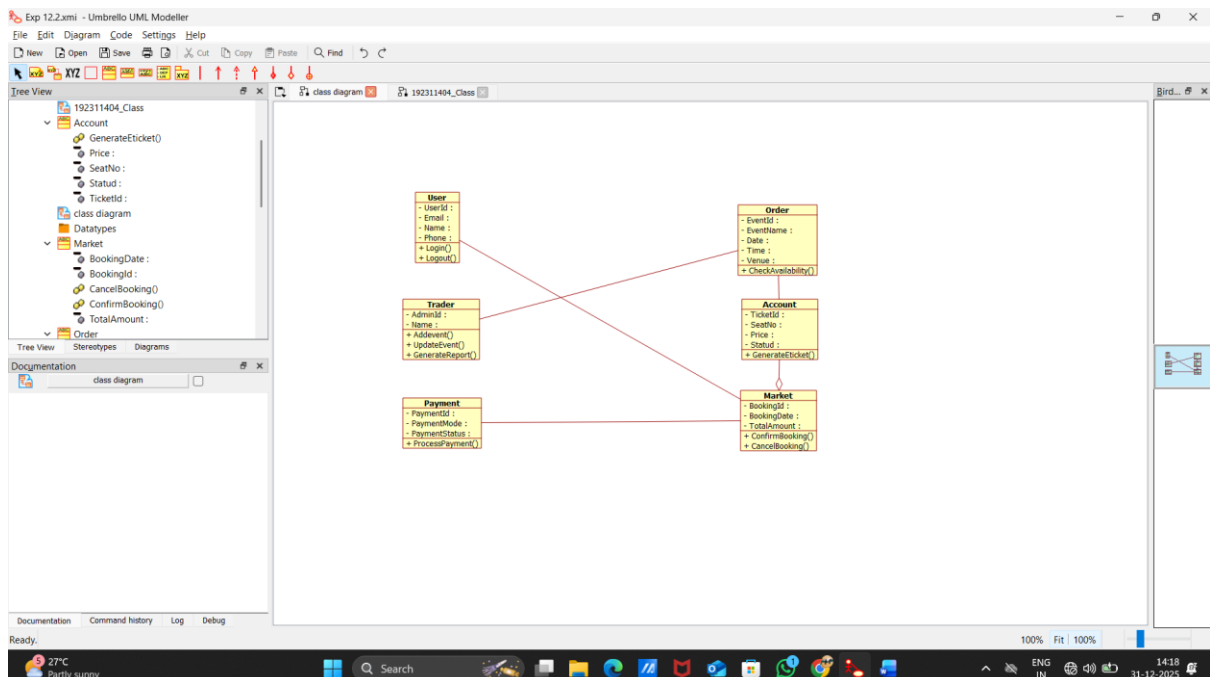 Exp 12.2.xmi - Umbrello UML Modeller
File Edit Diagram Code Settings Help
New Open Save Cut Copy Paste Find
XYZ
Tree View
class diagram 192311404_Class
Bird...
192311404_Class
Account
GenerateEticket()
Price :
SeatNo :
Statud :
TicketId :
class diagram
Datatypes
Market
BookingDate :
BookingId :
CancelBooking()
ConfirmBooking()
TotalAmount :
Order
Tree View Stereotypes Diagrams
Documentation
class diagram
User
- UserId :
- Email :
- Name :
- Phone :
+ Login()
+ Logout()
Order
- EventId :
- EventName :
- Date :
- Time :
- Venue :
+ CheckAvailability()
Trader
- AdminId :
- Name :
+ Addevent()
+ UpdateEvent()
+ GenerateReport()
Account
- TicketId :
- SeatNo :
- Price :
- Statud :
+ GenerateEticket()
Payment
- PaymentId :
- PaymentMode :
- PaymentStatus :
+ ProcessPayment()
Market
- BookingId :
- BookingDate :
- TotalAmount :
+ ConfirmBooking()
+ CancelBooking()
Documentation Command history Log Debug
Ready.
100% Fit 100%
5
27°C
Partly sunny
Search
1
ENG
IN
14:18
31-12-2025